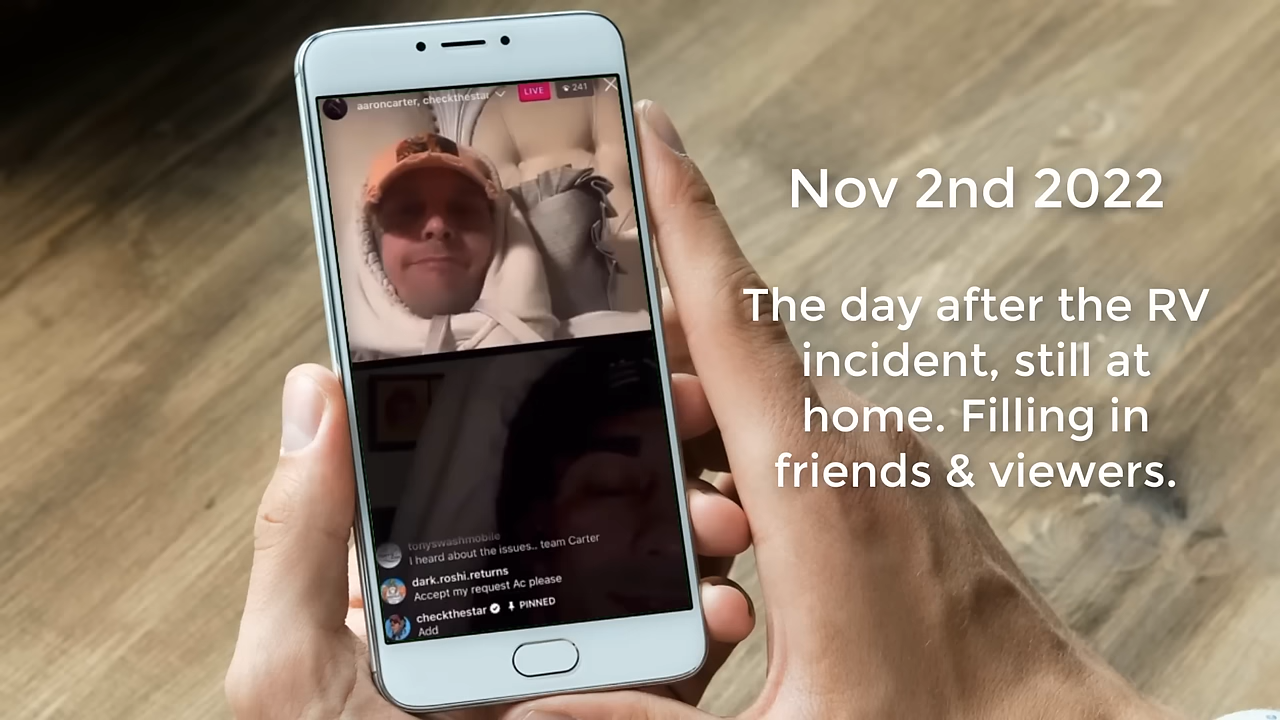 aaroncarter, checkthestar
LIVE
241
tonyswashmobile
I heard about the issues.. team Carter
dark.roshi.returns
Accept my request Ac please
checkthestar PINNED
Add
Nov 2nd 2022
The day after the RV
incident, still at
home. Filling in
friends & viewers.